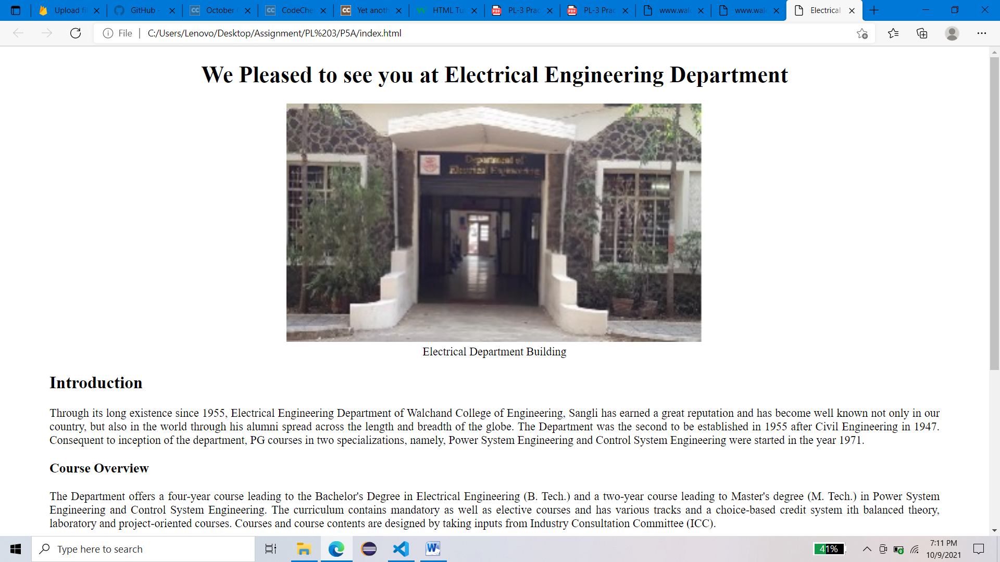 Upload fi
GitHub -
October
CodeChe
Yet anoth
HTML Tu
PL-3 Prac
PL-3 Prac
www.walc
www.walc
Electrical
File
C:/Users/Lenovo/Desktop/Assignment/PL%203/P5A/index.html
We Pleased to see you at Electrical Engineering Department
Department of
Electrical Engineering
Electrical Department Building
Introduction
Through its long existence since 1955, Electrical Engineering Department of Walchand College of Engineering, Sangli has earned a great reputation and has become well known not only in our
country, but also in the world through his alumni spread across the length and breadth of the globe. The Department was the second to be established in 1955 after Civil Engineering in 1947.
Consequent to inception of the department, PG courses in two specializations, namely, Power System Engineering and Control System Engineering were started in the year 1971.
Course Overview
The Department offers a four-year course leading to the Bachelor's Degree in Electrical Engineering (B. Tech.) and a two-year course leading to Master's degree (M. Tech.) in Power System
Engineering and Control System Engineering. The curriculum contains mandatory as well as elective courses and has various tracks and a choice-based credit system ith balanced theory,
laboratory and project-oriented courses. Courses and course contents are designed by taking inputs from Industry Consultation Committee (ICC).
Type here to search
41%
7:11 PM
10/9/2021